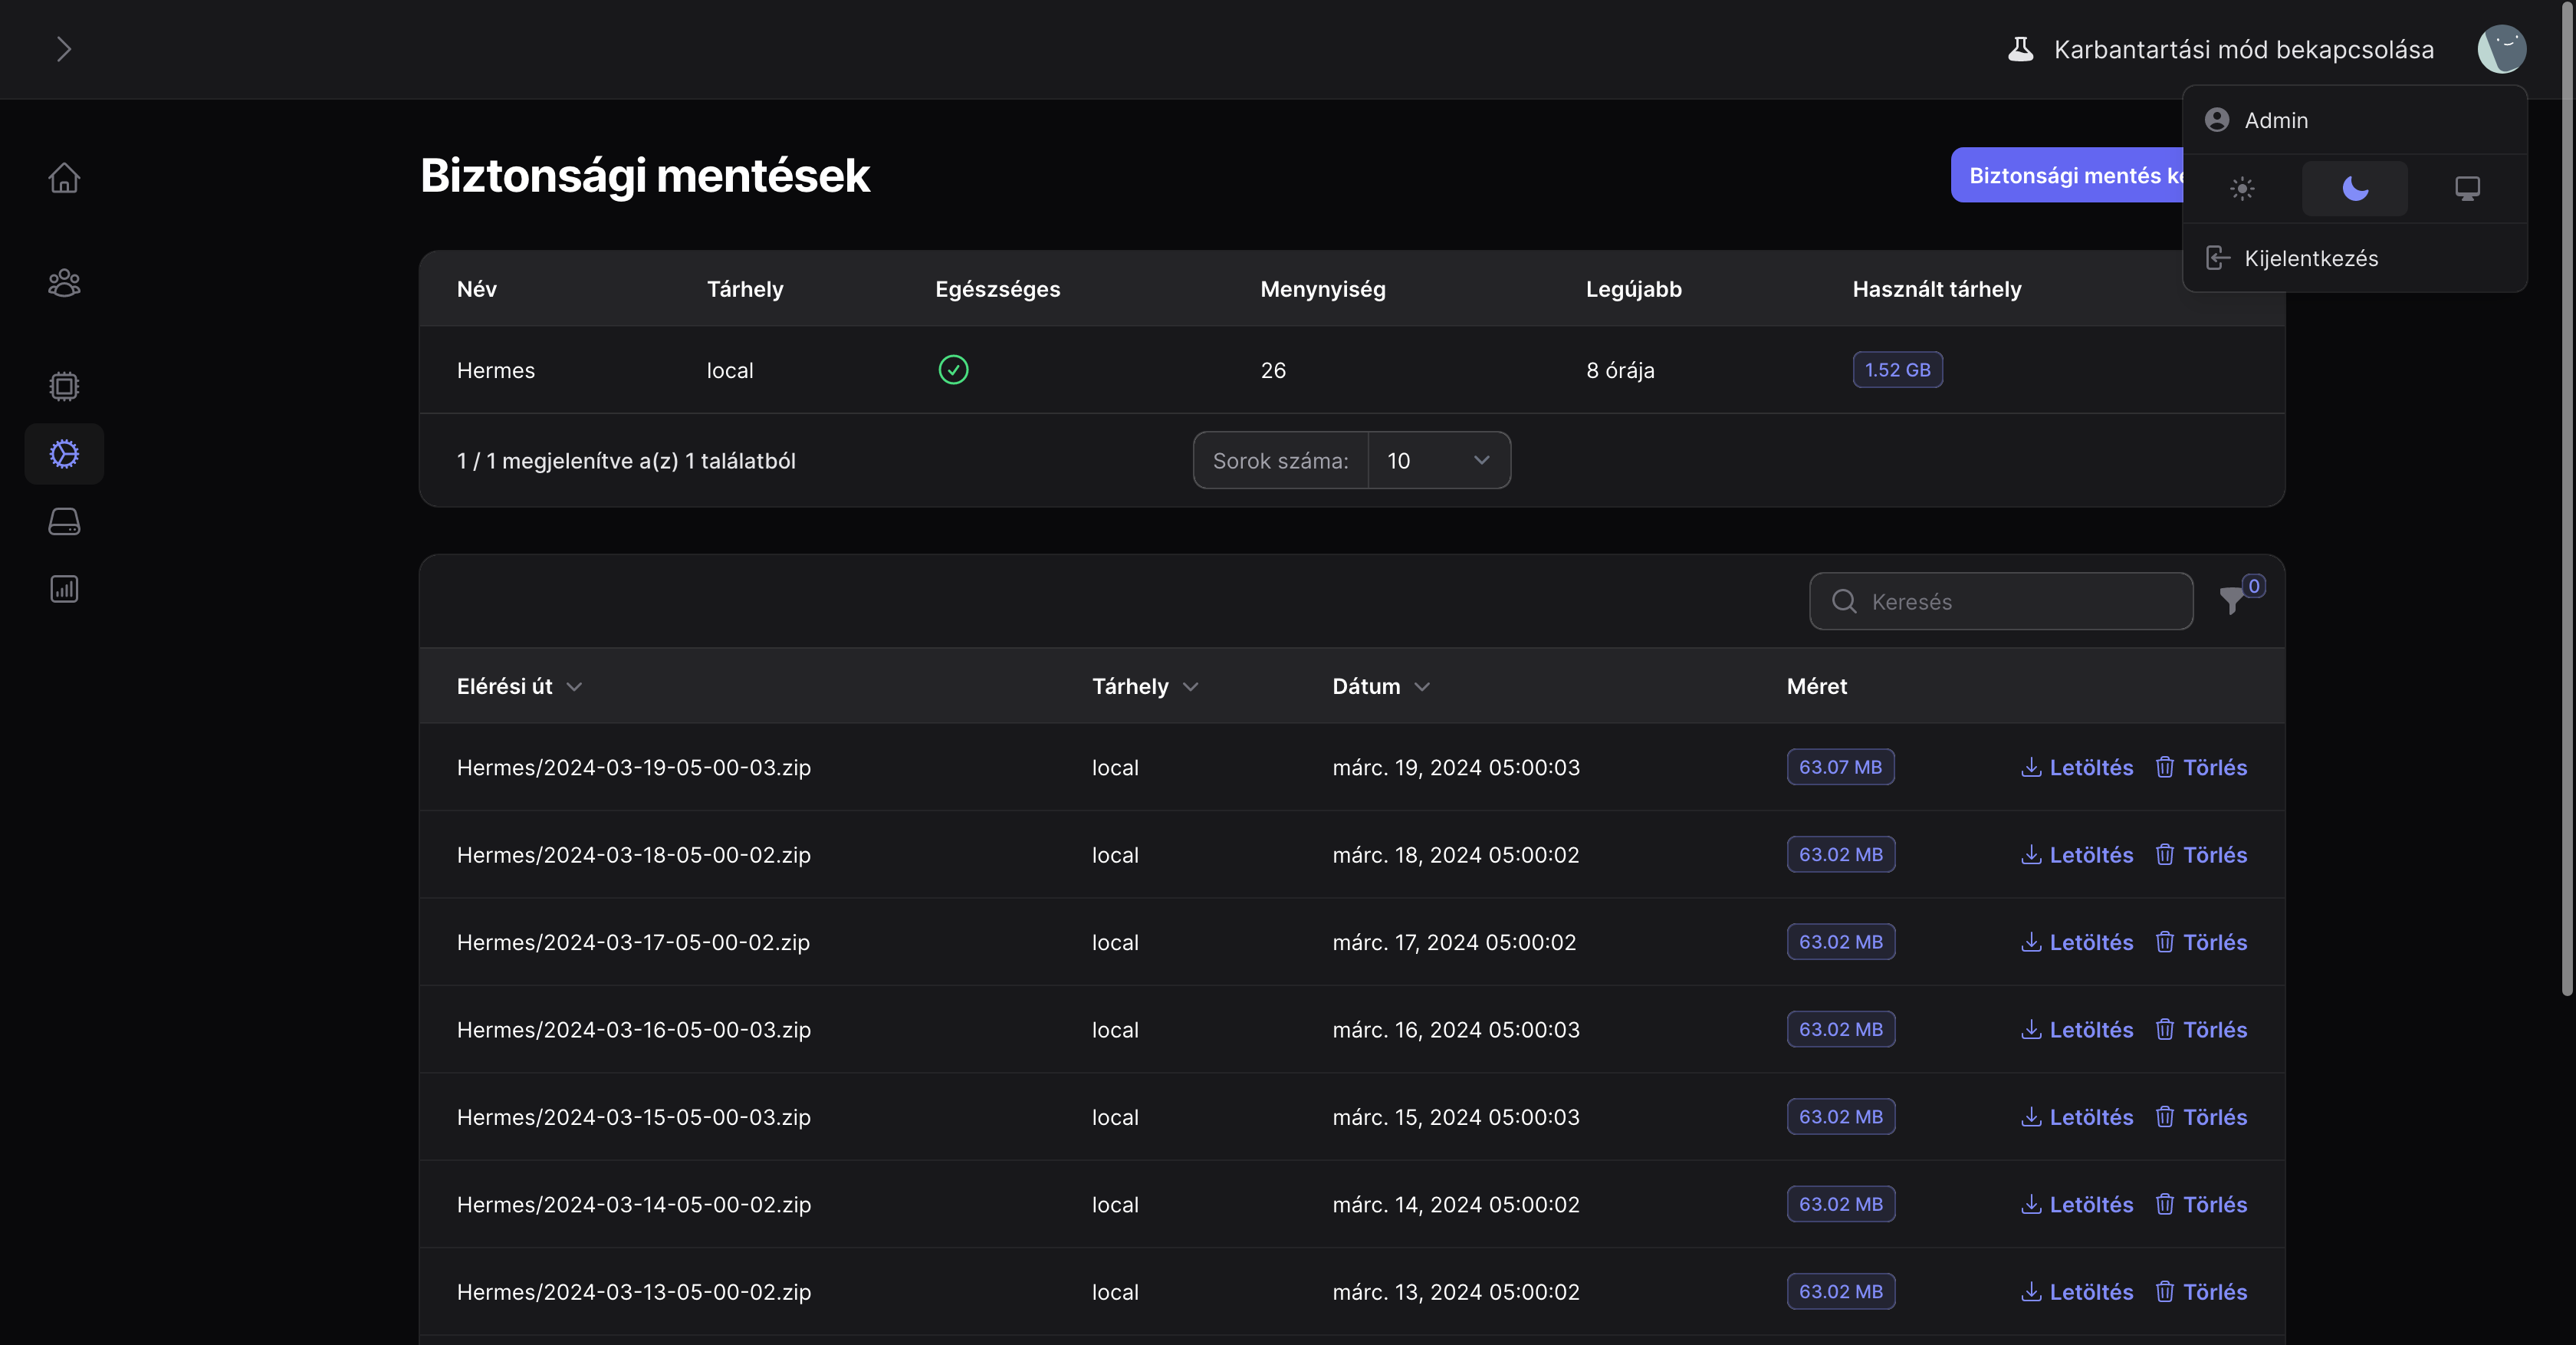 Karbantartási mód bekapcsolása
Admin
Kijelentkezés
Biztonsági mentések
Biztonsági mentés
Név Tárhely Egészséges Menynyiség Legújabb Használt tárhely
Hermes local 26 8 órája 1.52 GB
1 / 1 megjelenítve a(z) 1 találatból Sorok száma: 10
Keresés 0
Elérési út Tárhely Dátum Méret
Hermes/2024-03-19-05-00-03.zip local márc. 19, 2024 05:00:03 63.07 MB Letöltés Törlés
Hermes/2024-03-18-05-00-02.zip local márc. 18, 2024 05:00:02 63.02 MB Letöltés Törlés
Hermes/2024-03-17-05-00-02.zip local márc. 17, 2024 05:00:02 63.02 MB Letöltés Törlés
Hermes/2024-03-16-05-00-03.zip local márc. 16, 2024 05:00:03 63.02 MB Letöltés Törlés
Hermes/2024-03-15-05-00-03.zip local márc. 15, 2024 05:00:03 63.02 MB Letöltés Törlés
Hermes/2024-03-14-05-00-02.zip local márc. 14, 2024 05:00:02 63.02 MB Letöltés Törlés
Hermes/2024-03-13-05-00-02.zip local márc. 13, 2024 05:00:02 63.02 MB Letöltés Törlés